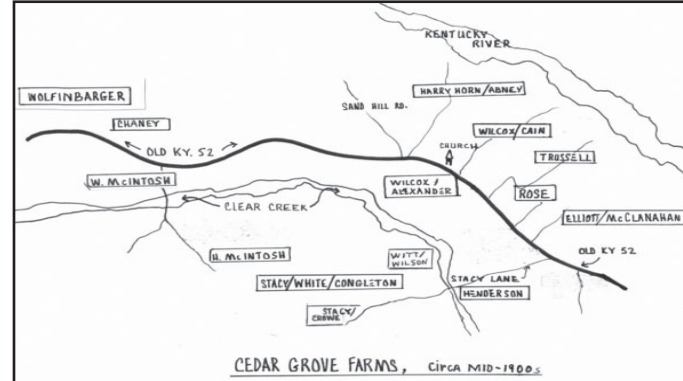 KENTUCKY
RIVER
WOLFINBARGER
HARRY HORN/ABNEY
SAND HILL RD.
CHANEY
OLD KY. 52
WILCOX/CAIN
CHURCH
TRUSSELL
W. McINTOSH
WILCOX/
ALEXANDER
ROSE
CLEAR CREEK
ELLIOTT/McCLANAHAN
H. McINTOSH
WITT/
WILSON
OLD KY 52
STACY/WHITE/CONGLETON
STACY LANE
HENDERSON
STACY/
CROWE
CEDAR GROVE FARMS, CIRCA MID-1900s